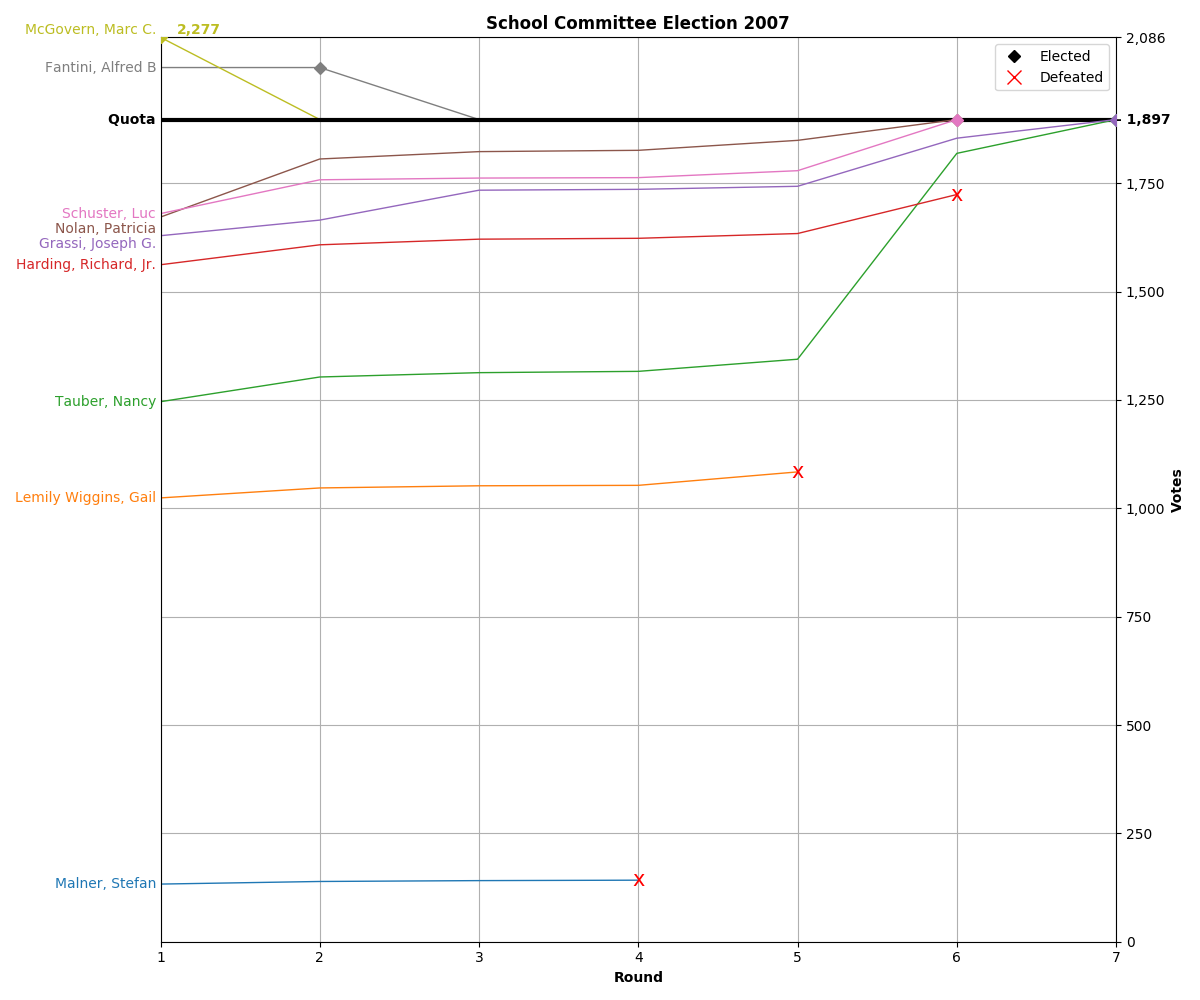 School Committee Election 2007
McGovern, Marc C. 2,277
2,086
Fantini, Alfred B
Elected
Defeated
Quota
1,897
1,750
Schuster, Luc
Nolan, Patricia
Grassi, Joseph G.
Harding, Richard, Jr.
1,500
Tauber, Nancy
1,250
Lemily Wiggins, Gail
1,000
Votes
750
500
250
Malner, Stefan
0
1 2 3 4 5 6 7
Round